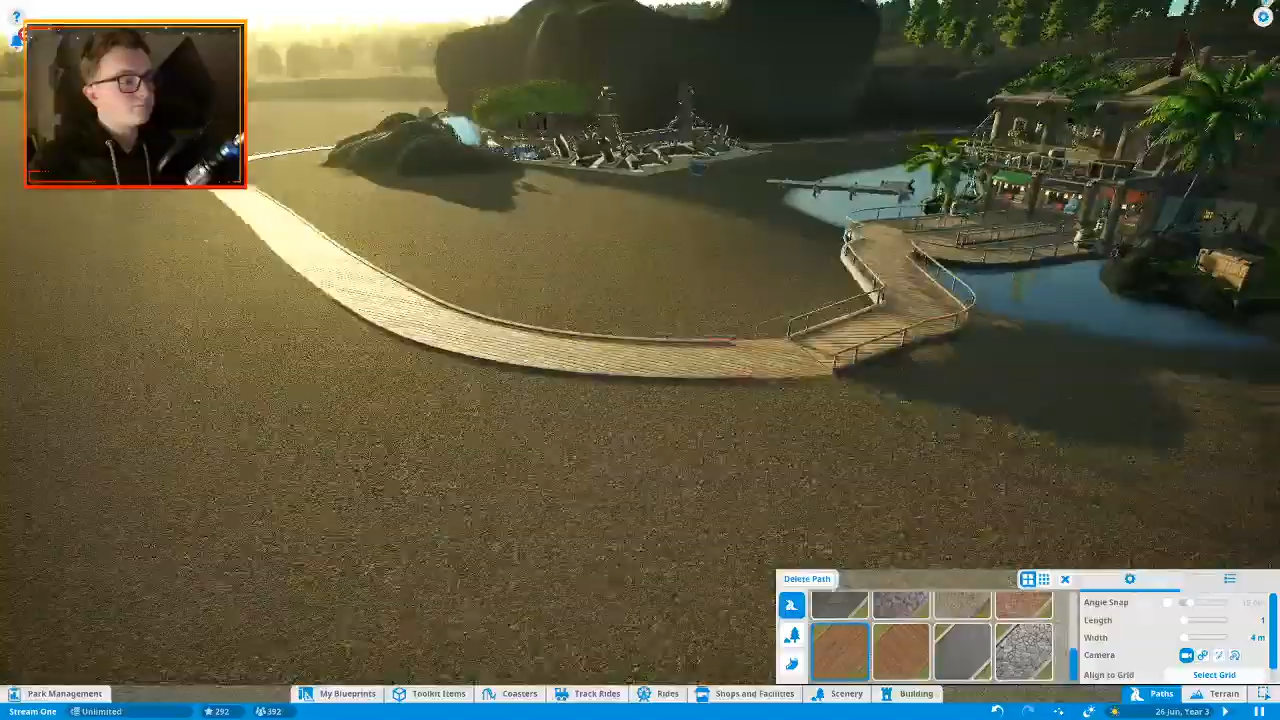 ?
Delete Path
Angle Snap
Length 1
Width 4 m
Camera
Align to Grid Select Grid
Park Management
My Blueprints
Toolkit Items
Coasters
Track Rides
Rides
Shops and Facilities
Scenery
Building
Paths
Terrain
Stream One
Unlimited
292
392
26 Jun, Year 3